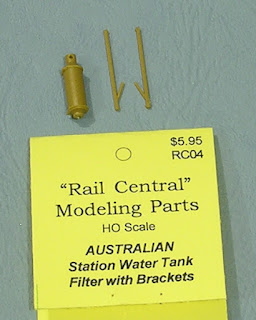 $5.95
RC04
"Rail Central"
Modeling Parts
HO Scale
AUSTRALIAN
Station Water Tank
Filter with Brackets